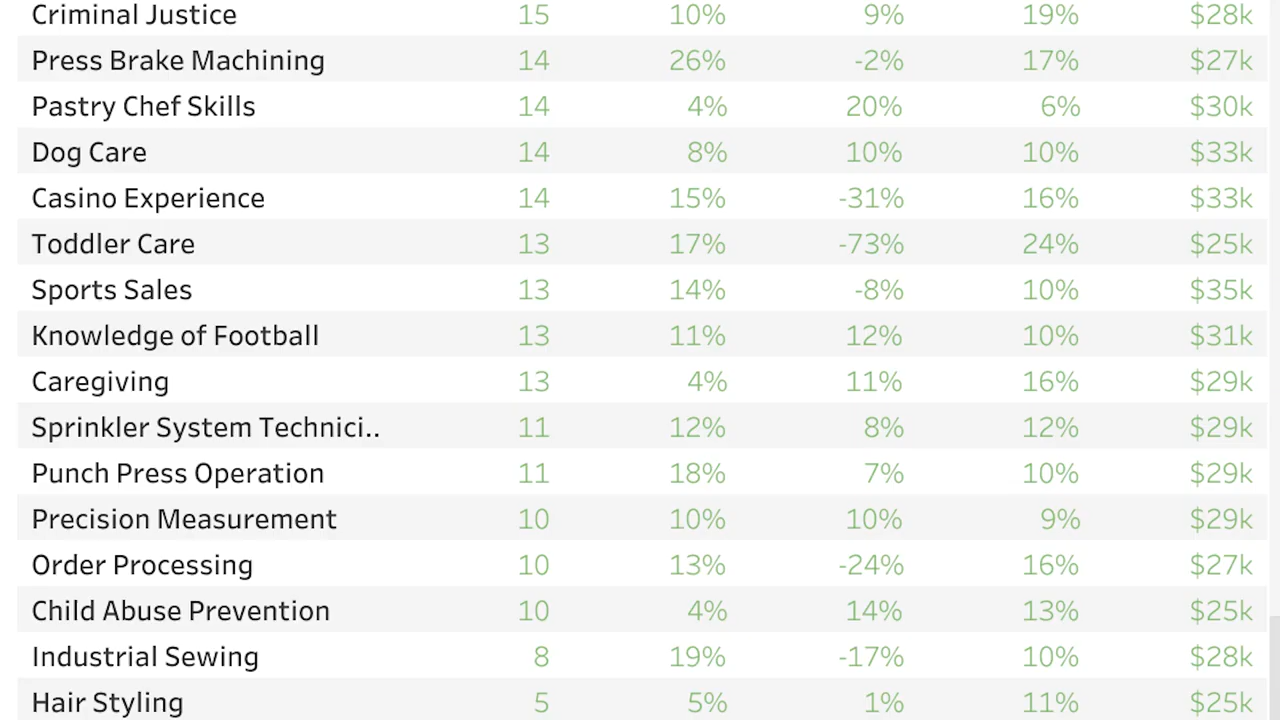 Criminal Justice 15 10% 9% 19% $28k
Press Brake Machining 14 26% -2% 17% $27k
Pastry Chef Skills 14 4% 20% 6% $30k
Dog Care 14 8% 10% 10% $33k
Casino Experience 14 15% -31% 16% $33k
Toddler Care 13 17% -73% 24% $25k
Sports Sales 13 14% -8% 10% $35k
Knowledge of Football 13 11% 12% 10% $31k
Caregiving 13 4% 11% 16% $29k
Sprinkler System Technici.. 11 12% 8% 12% $29k
Punch Press Operation 11 18% 7% 10% $29k
Precision Measurement 10 10% 10% 9% $29k
Order Processing 10 13% -24% 16% $27k
Child Abuse Prevention 10 4% 14% 13% $25k
Industrial Sewing 8 19% -17% 10% $28k
Hair Styling 5 5% 1% 11% $25k